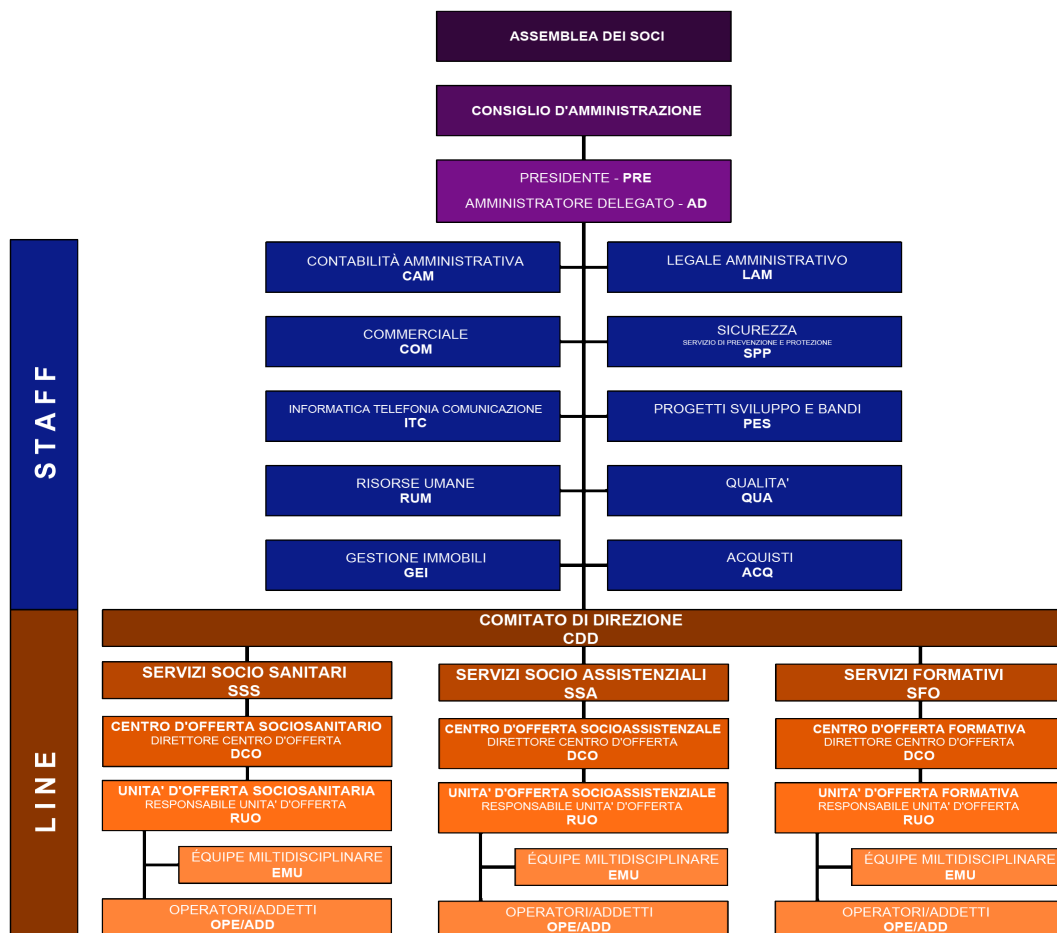 ASSEMBLEA DEI SOCI
CONSIGLIO D'AMMINISTRAZIONE
PRESIDENTE - PRE
AMMINISTRATORE DELEGATO - AD
STAFF
CONTABILITÀ AMMINISTRATIVA
CAM
LEGALE AMMINISTRATIVO
LAM
COMMERCIALE
COM
SICUREZZA
SERVIZIO DI PREVENZIONE E PROTEZIONE
SPP
INFORMATICA TELEFONIA COMUNICAZIONE
ITC
PROGETTI SVILUPPO E BANDI
PES
RISORSE UMANE
RUM
QUALITA'
QUA
GESTIONE IMMOBILI
GEI
ACQUISTI
ACQ
LINE
COMITATO DI DIREZIONE
CDD
SERVIZI SOCIO SANITARI
SSS
CENTRO D'OFFERTA SOCIOSANITARIO
DIRETTORE CENTRO D'OFFERTA
DCO
UNITA' D'OFFERTA SOCIOSANITARIA
RESPONSABILE UNITA' D'OFFERTA
RUO
ÉQUIPE MILTIDISCIPLINARE
EMU
OPERATORI/ADDETTI
OPE/ADD
SERVIZI SOCIO ASSISTENZIALI
SSA
CENTRO D'OFFERTA SOCIOASSISTENZALE
DIRETTORE CENTRO D'OFFERTA
DCO
UNITA' D'OFFERTA SOCIOASSISTENZIALE
RESPONSABILE UNITA' D'OFFERTA
RUO
ÉQUIPE MILTIDISCIPLINARE
EMU
OPERATORI/ADDETTI
OPE/ADD
SERVIZI FORMATIVI
SFO
CENTRO D'OFFERTA FORMATIVA
DIRETTORE CENTRO D'OFFERTA
DCO
UNITA' D'OFFERTA FORMATIVA
RESPONSABILE UNITA' D'OFFERTA
RUO
ÉQUIPE MILTIDISCIPLINARE
EMU
OPERATORI/ADDETTI
OPE/ADD